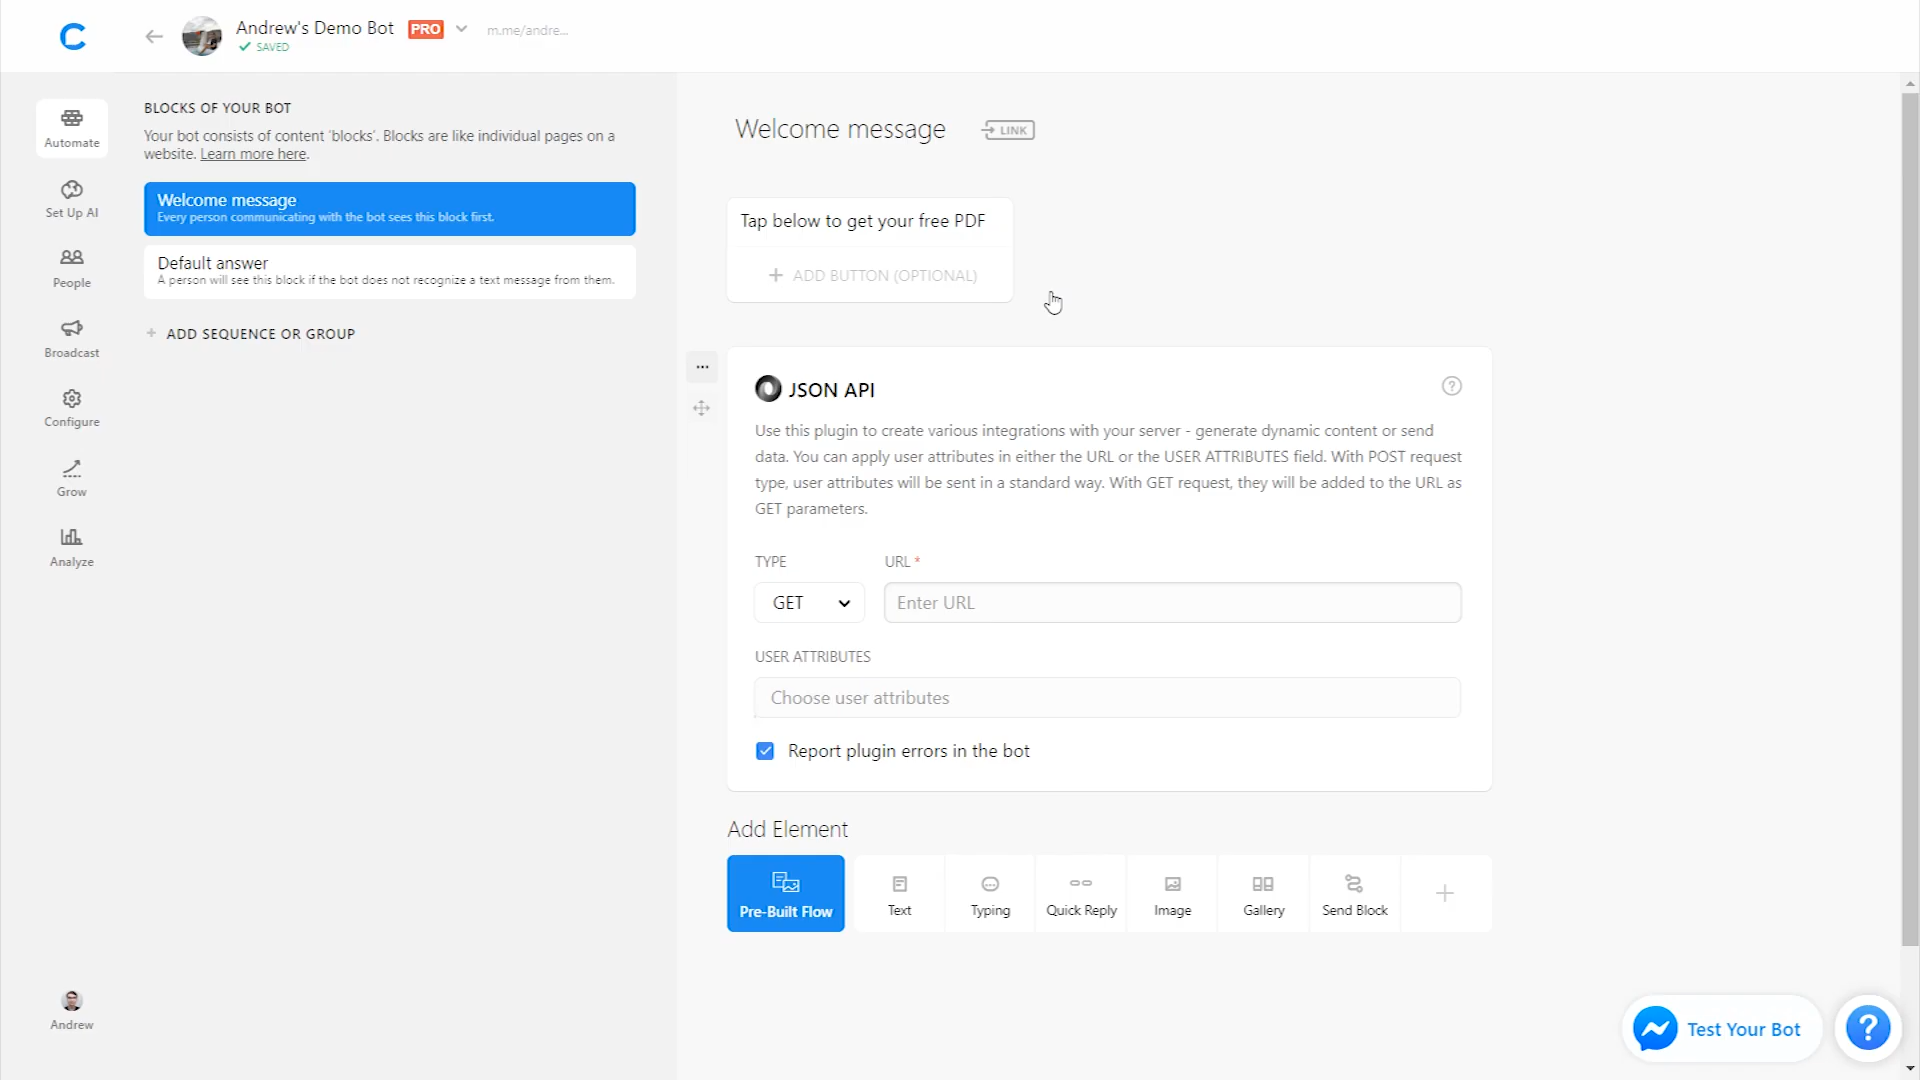 Andrew's Demo Bot
PRO
m.me/andre...
SAVED
Automate
Set Up AI
People
Broadcast
Configure
Grow
Analyze
Andrew
BLOCKS OF YOUR BOT
Your bot consists of content 'blocks'. Blocks are like individual pages on a
website. Learn more here.
Welcome message
Every person communicating with the bot sees this block first.
Default answer
A person will see this block if the bot does not recognize a text message from them.
+ ADD SEQUENCE OR GROUP
Welcome message
LINK
Tap below to get your free PDF
+ ADD BUTTON (OPTIONAL)
JSON API
?
Use this plugin to create various integrations with your server - generate dynamic content or send
data. You can apply user attributes in either the URL or the USER ATTRIBUTES field. With POST request
type, user attributes will be sent in a standard way. With GET request, they will be added to the URL as
GET parameters.
TYPE
URL *
GET
Enter URL
USER ATTRIBUTES
Choose user attributes
Report plugin errors in the bot
Add Element
Pre-Built Flow
Text
Typing
Quick Reply
Image
Gallery
Send Block
+
Test Your Bot
?